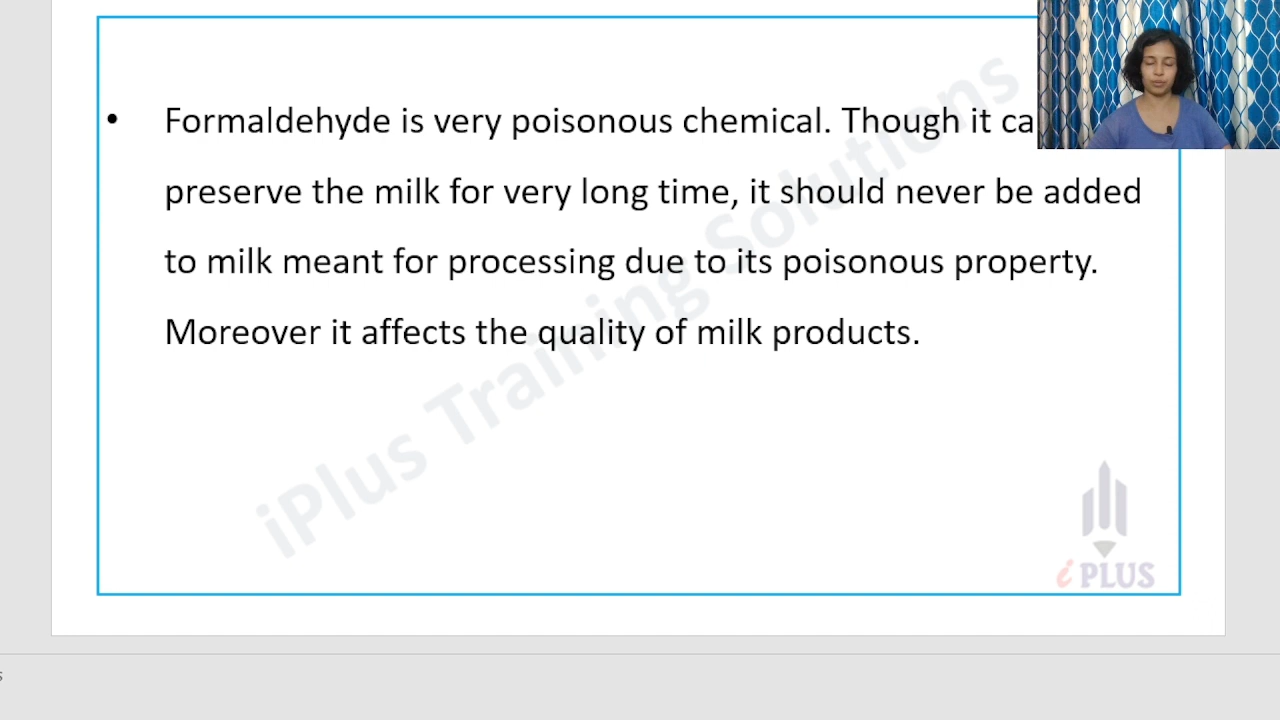 • Formaldehyde is very poisonous chemical. Though it
preserve the milk for very long time, it should never be added
to milk meant for processing due to its poisonous property.
Moreover it affects the quality of milk products.
iPlus Training Solutions
i PLUS